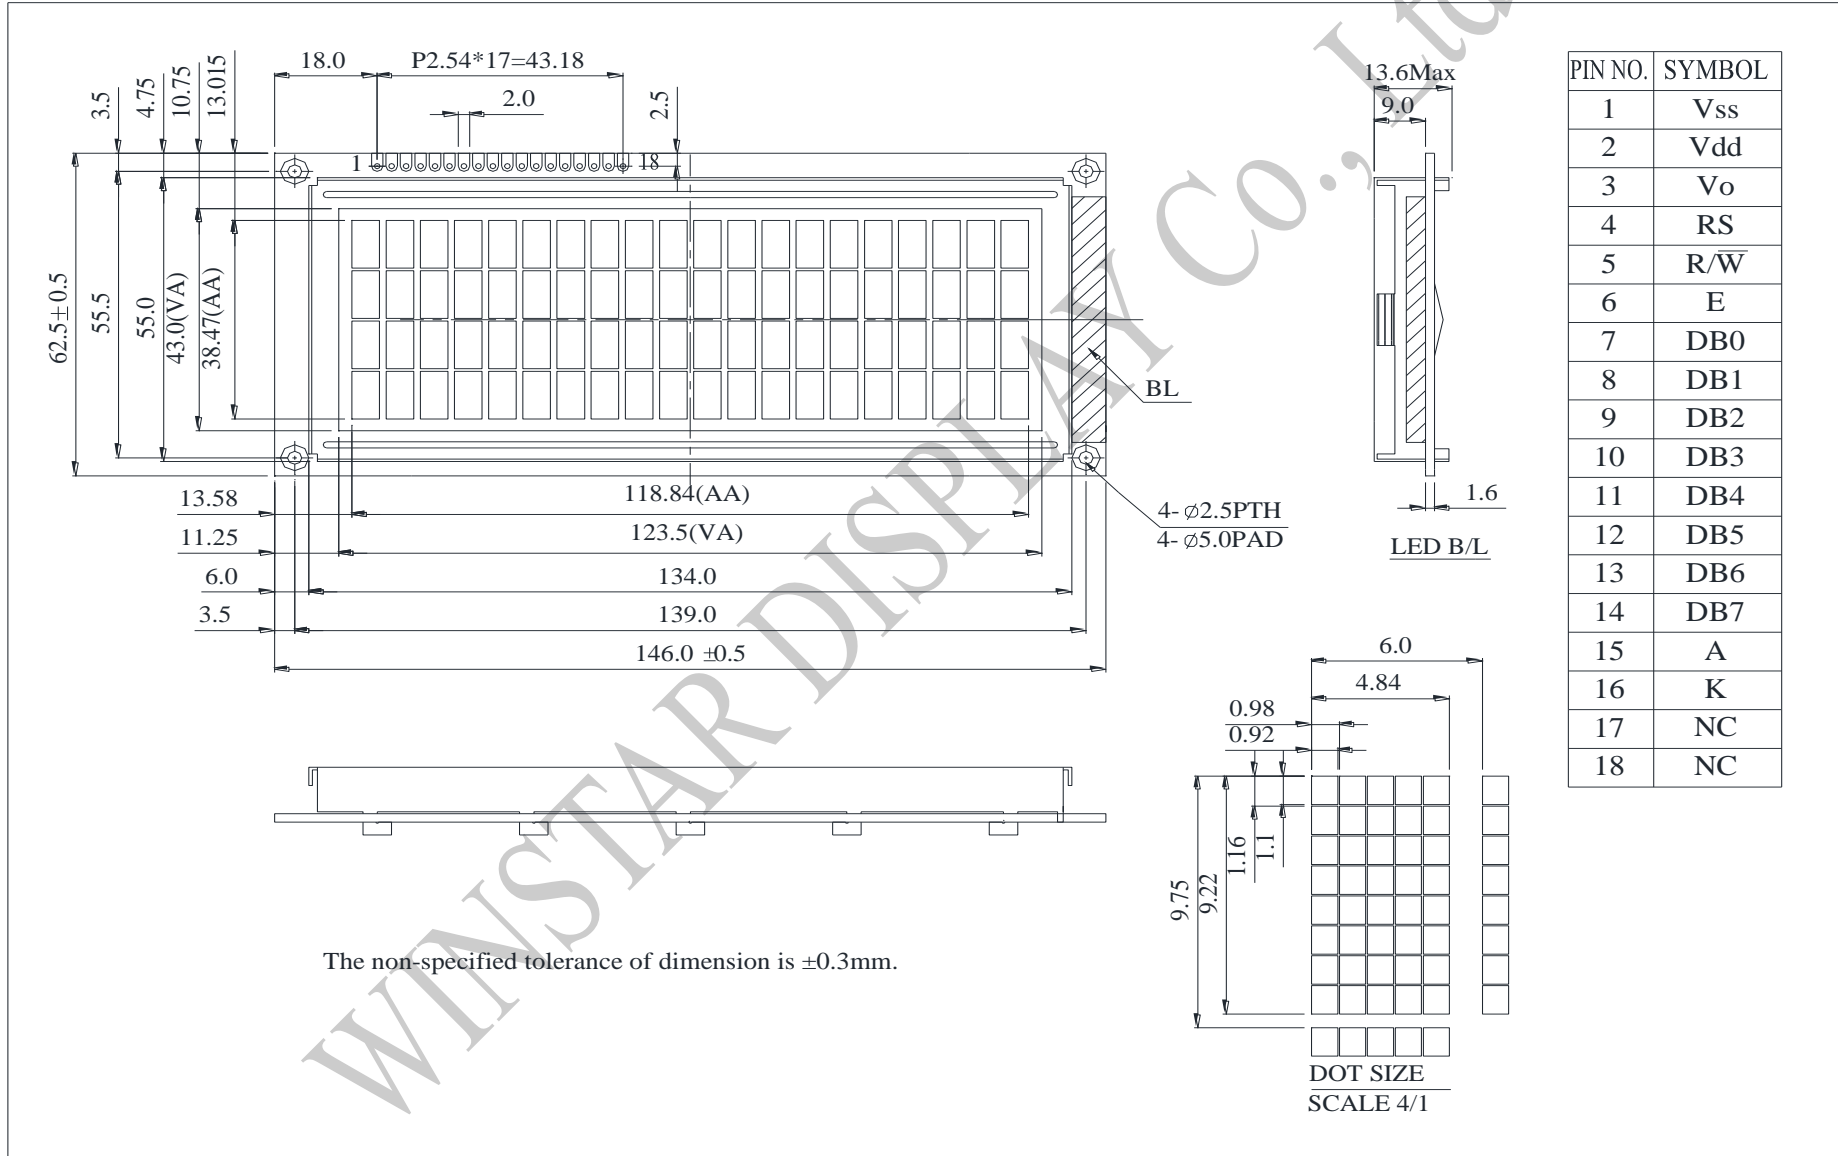 18.0
P2.54*17=43.18
2.0
2.5
3.5
4.75
10.75
13.015
1
18
62.5±0.5
55.5
55.0
43.0(VA)
38.47(AA)
BL
13.58
118.84(AA)
11.25
123.5(VA)
6.0
134.0
3.5
139.0
146.0 ±0.5
4- ⌀2.5PTH
4- ⌀5.0PAD
13.6Max
9.0
1.6
LED B/L
PIN NO. SYMBOL
1 Vss
2 Vdd
3 Vo
4 RS
5 R/W̅
6 E
7 DB0
8 DB1
9 DB2
10 DB3
11 DB4
12 DB5
13 DB6
14 DB7
15 A
16 K
17 NC
18 NC
6.0
4.84
0.98
0.92
1.16
1.1
9.75
9.22
DOT SIZE
SCALE 4/1
The non-specified tolerance of dimension is ±0.3mm.
WINSTAR DISPLAY Co., Ltd